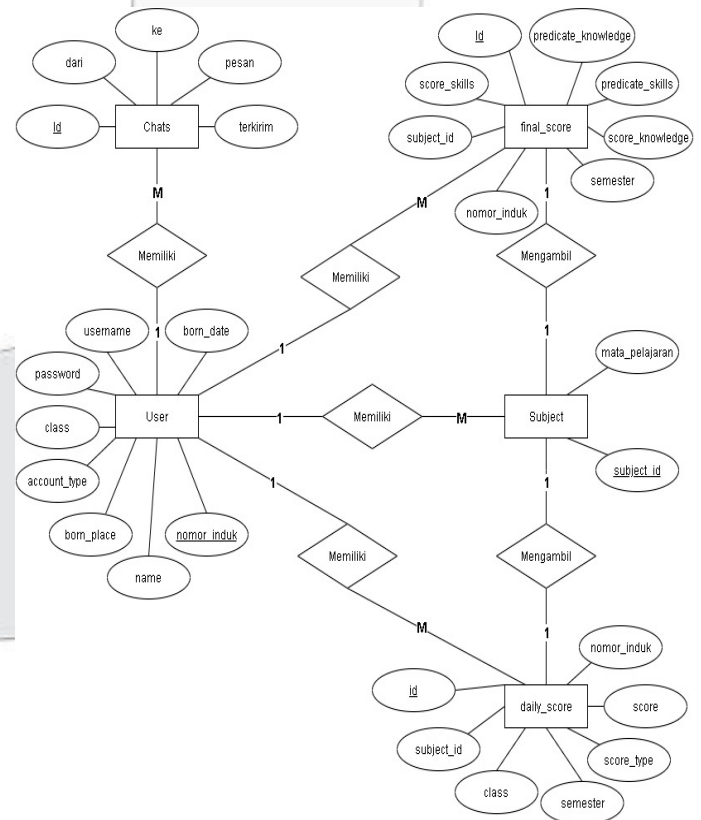 ke
dari
pesan
Id
Chats
terkirim
M
Memiliki
1
Id
predicate_knowledge
score_skills
predicate_skills
subject_id
final_score
score_knowledge
semester
nomor_induk
M
Memiliki
1
1
Mengambil
1
username
born_date
password
class
User
account_type
born_place
nomor_induk
name
1
Memiliki
M
mata_pelajaran
Subject
subject_id
1
Memiliki
M
1
Mengambil
1
nomor_induk
id
daily_score
score
subject_id
score_type
class
semester